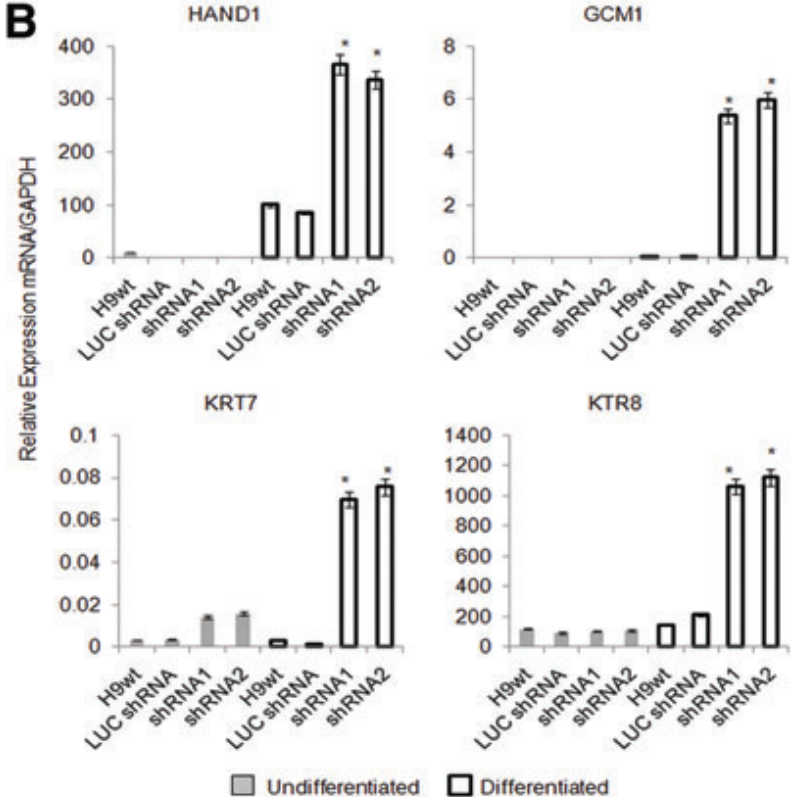 B
HAND1
GCM1
Relative Expression mRNA/GAPDH
400
300
200
100
0
*
*
H9wt
LUC shRNA
shRNA1
shRNA2
H9wt
LUC shRNA
shRNA1
shRNA2
8
6
4
2
0
*
*
H9wt
LUC shRNA
shRNA1
shRNA2
H9wt
LUC shRNA
shRNA1
shRNA2
KRT7
KTR8
0.1
0.08
0.06
0.04
0.02
0
*
*
H9wt
LUC shRNA
shRNA1
shRNA2
H9wt
LUC shRNA
shRNA1
shRNA2
1400
1200
1000
800
600
400
200
0
*
*
H9wt
LUC shRNA
shRNA1
shRNA2
H9wt
LUC shRNA
shRNA1
shRNA2
Undifferentiated
Differentiated